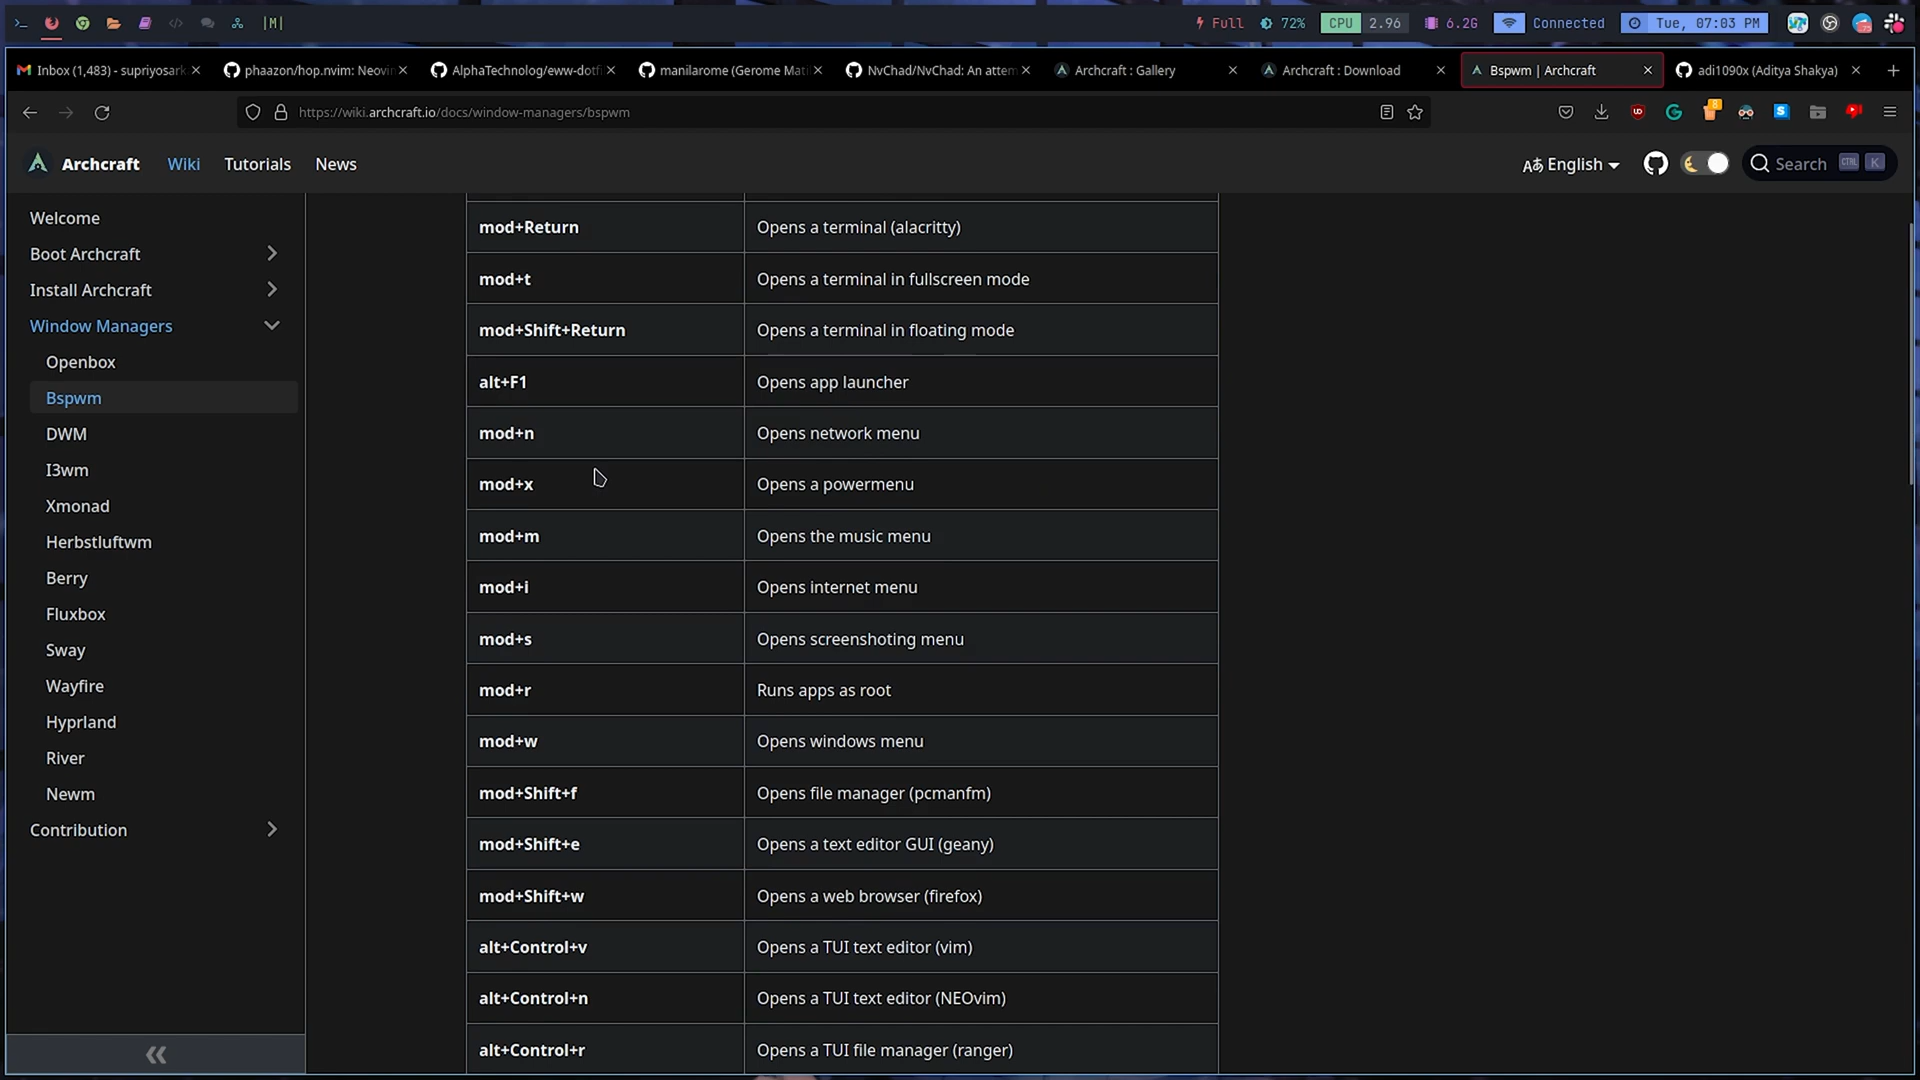 |M|
Full
72%
CPU 2.96
6.2G
Connected
Tue, 07:03 PM
Inbox (1,483) - supriyosark
phaazon/hop.nvim: Neovin
AlphaTechnolog/eww-dotfi
manilarome (Gerome Mati
NvChad/NvChad: An attem
Archcraft : Gallery
Archcraft : Download
Bspwm | Archcraft
adi1090x (Aditya Shakya)
https://wiki.archcraft.io/docs/window-managers/bspwm
Archcraft
Wiki
Tutorials
News
English
Search CTRL K
Welcome
Boot Archcraft
Install Archcraft
Window Managers
Openbox
Bspwm
DWM
I3wm
Xmonad
Herbstluftwm
Berry
Fluxbox
Sway
Wayfire
Hyprland
River
Newm
Contribution
mod+Return Opens a terminal (alacritty)
mod+t Opens a terminal in fullscreen mode
mod+Shift+Return Opens a terminal in floating mode
alt+F1 Opens app launcher
mod+n Opens network menu
mod+x Opens a powermenu
mod+m Opens the music menu
mod+i Opens internet menu
mod+s Opens screenshoting menu
mod+r Runs apps as root
mod+w Opens windows menu
mod+Shift+f Opens file manager (pcmanfm)
mod+Shift+e Opens a text editor GUI (geany)
mod+Shift+w Opens a web browser (firefox)
alt+Control+v Opens a TUI text editor (vim)
alt+Control+n Opens a TUI text editor (NEOvim)
alt+Control+r Opens a TUI file manager (ranger)